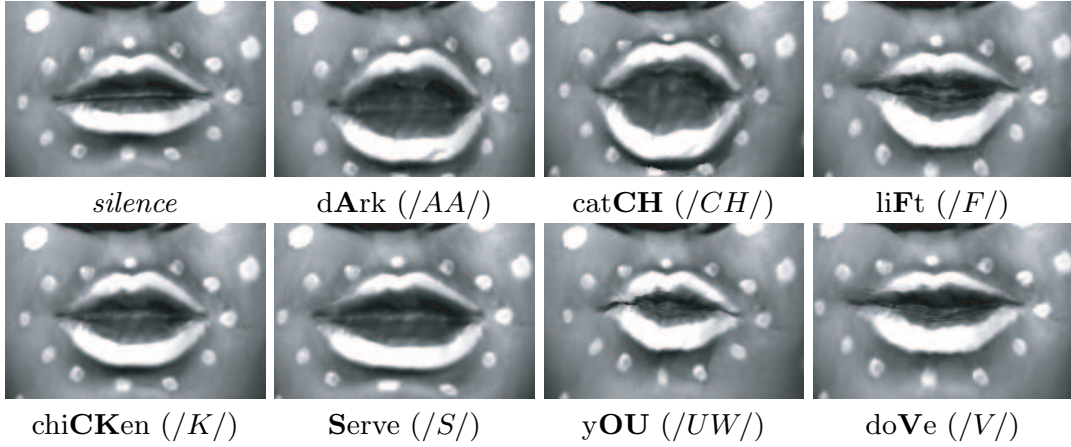 silence dArk (/AA/) catCH (/CH/) liFt (/F/)
chiCKen (/K/) Serve (/S/) yOU (/UW/) doVe (/V/)